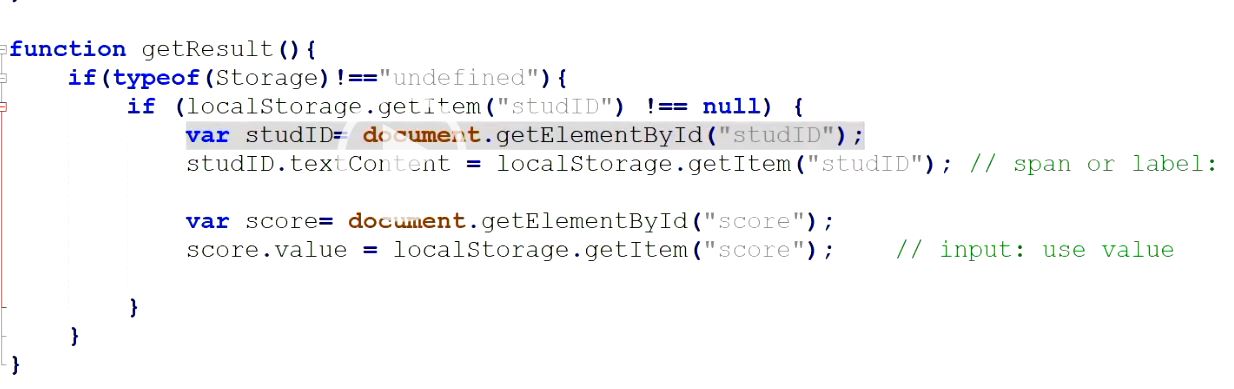 function getResult(){
if(typeof(Storage)!=="undefined"){
if (localStorage.getItem("studID") !== null) {
var studID= document.getElementById("studID");
studID.textContent = localStorage.getItem("studID"); // span or label:
var score= document.getElementById("score");
score.value = localStorage.getItem("score"); // input: use value
}
}
}